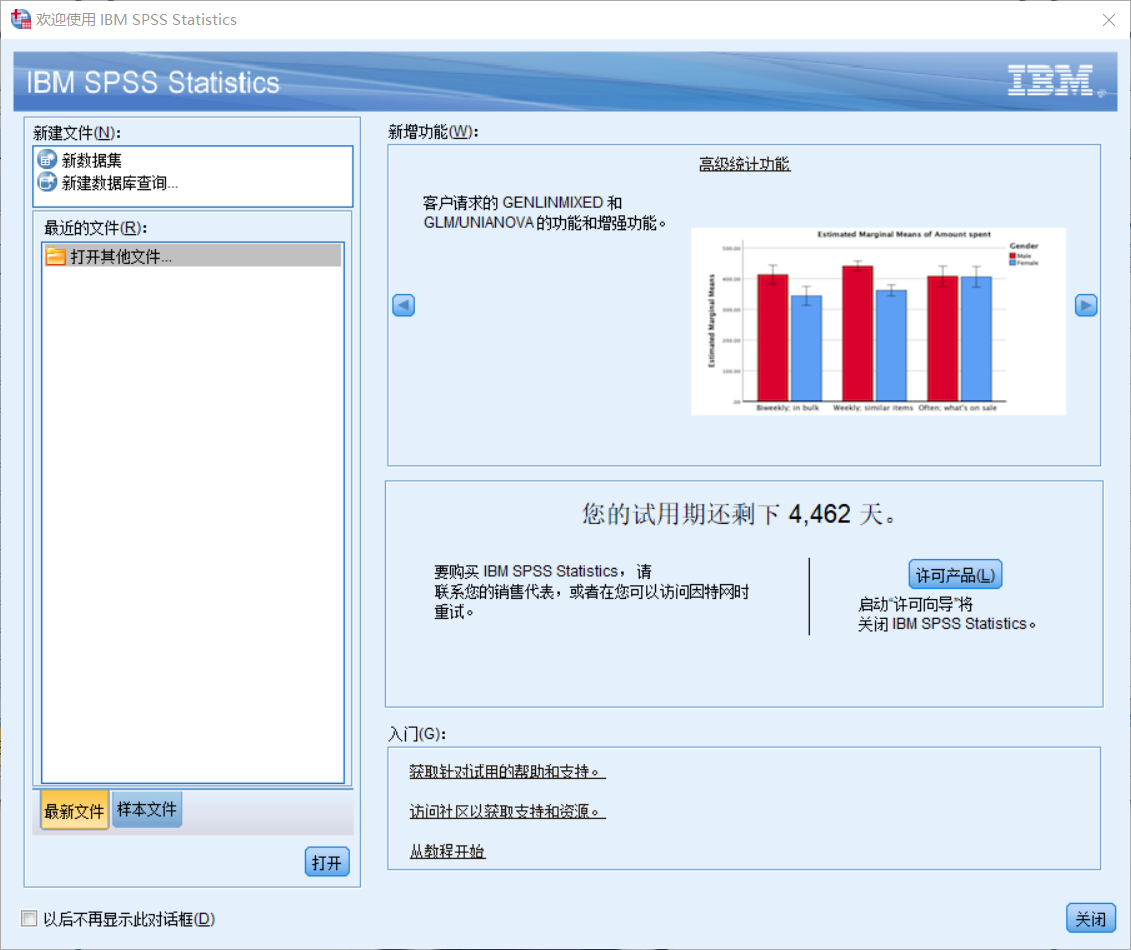 欢迎使用 IBM SPSS Statistics
IBM SPSS Statistics
IBM
新建文件(N):
新数据集
新建数据库查询...
最近的文件(R):
打开其他文件...
最新文件
样本文件
打开
新增功能(W):
高级统计功能
客户请求的 GENLINMIXED 和
GLM/UNIANOVA 的功能和增强功能。
Estimated Marginal Means of Amount spent
Estimated Marginal Means
500.00
400.00
300.00
200.00
100.00
.00
Gender
Male
Female
Biweekly; in bulk
Weekly; similar items
Often; what's on sale
您的试用期还剩下 4,462 天。
要购买 IBM SPSS Statistics，请
联系您的销售代表，或者在您可以访问因特网时
重试。
许可产品(L)
启动“许可向导”将
关闭 IBM SPSS Statistics。
入门(G):
获取针对试用的帮助和支持。
访问社区以获取支持和资源。
从教程开始
以后不再显示此对话框(D)
关闭